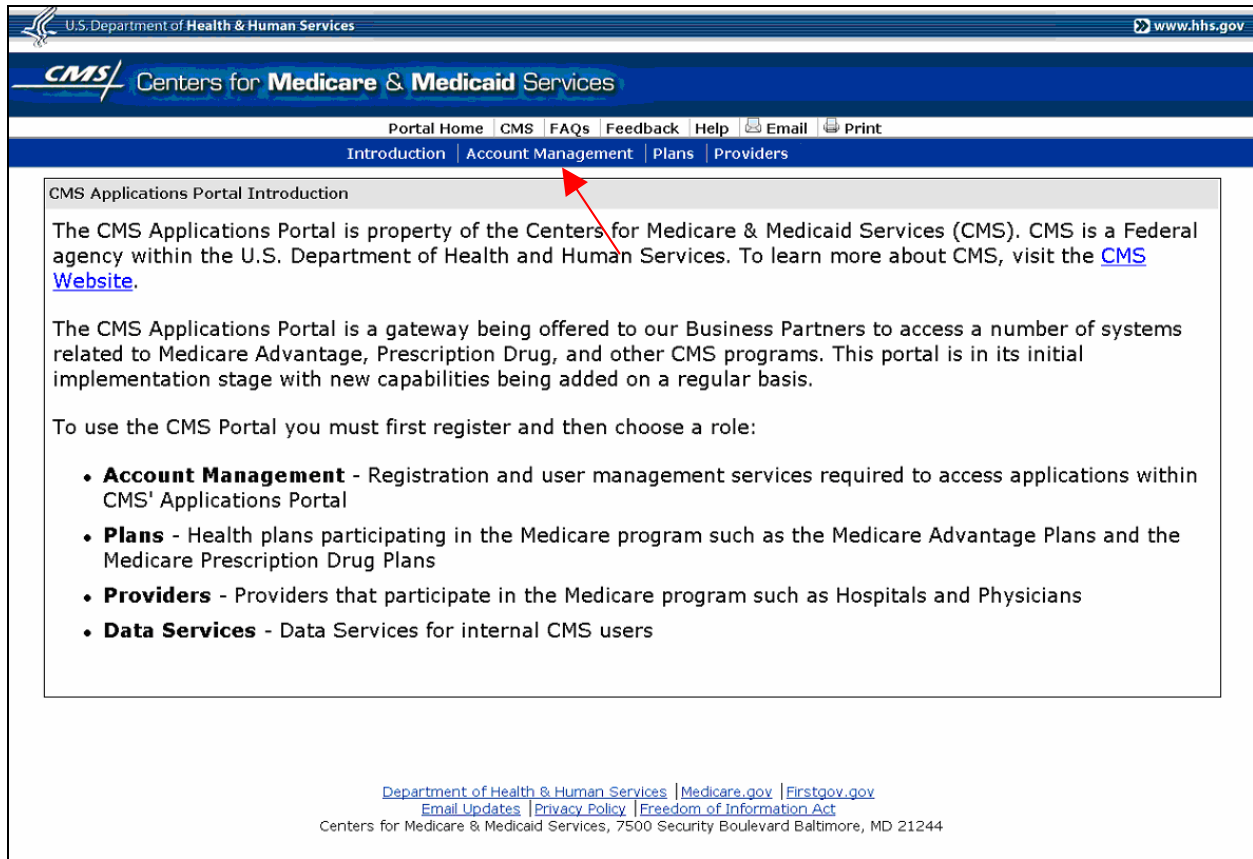 U.S. Department of Health & Human Services
www.hhs.gov
CMS/ Centers for Medicare & Medicaid Services
Portal Home | CMS | FAQs | Feedback | Help | Email | Print
Introduction | Account Management | Plans | Providers
CMS Applications Portal Introduction
The CMS Applications Portal is property of the Centers for Medicare & Medicaid Services (CMS). CMS is a Federal
agency within the U.S. Department of Health and Human Services. To learn more about CMS, visit the CMS
Website.
The CMS Applications Portal is a gateway being offered to our Business Partners to access a number of systems
related to Medicare Advantage, Prescription Drug, and other CMS programs. This portal is in its initial
implementation stage with new capabilities being added on a regular basis.
To use the CMS Portal you must first register and then choose a role:
• Account Management - Registration and user management services required to access applications within
CMS' Applications Portal
• Plans - Health plans participating in the Medicare program such as the Medicare Advantage Plans and the
Medicare Prescription Drug Plans
• Providers - Providers that participate in the Medicare program such as Hospitals and Physicians
• Data Services - Data Services for internal CMS users
Department of Health & Human Services | Medicare.gov | Firstgov.gov
Email Updates | Privacy Policy | Freedom of Information Act
Centers for Medicare & Medicaid Services, 7500 Security Boulevard Baltimore, MD 21244